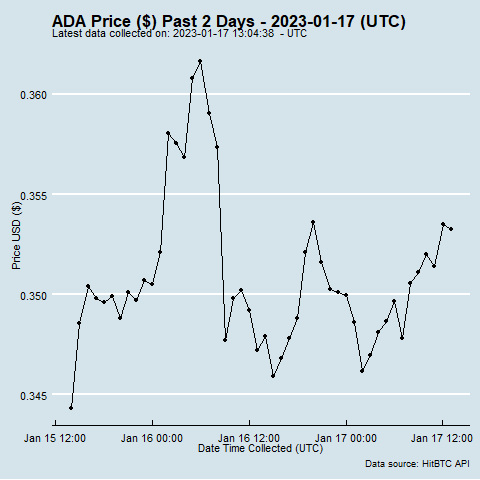 ADA Price ($) Past 2 Days - 2023-01-17 (UTC)
Latest data collected on: 2023-01-17 13:04:38  - UTC
0.360
0.355
0.350
0.345
Price USD ($)
Jan 15 12:00 Jan 16 00:00 Jan 16 12:00 Jan 17 00:00 Jan 17 12:00
Date Time Collected (UTC)
Data source: HitBTC API